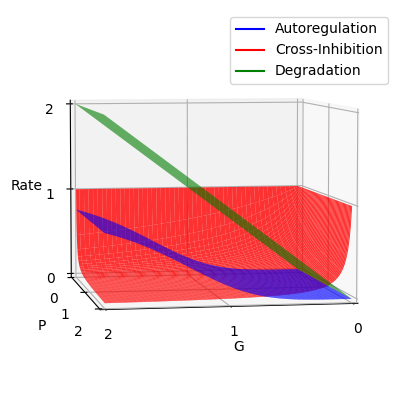 Autoregulation
Cross-Inhibition
Degradation
2
Rate 1
0
0
1
P 2
2 1 0
G